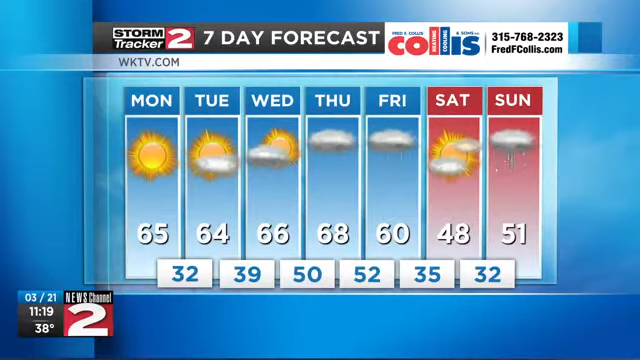 STORM Tracker 2 7 DAY FORECAST
FRED F. COLLIS & SONS INC.
collis
HEATING COOLING
315-768-2323
FredFCollis.com
WKTV.COM
MON TUE WED THU FRI SAT SUN
65 64 66 68 60 48 51
32 39 50 52 35 32
03 / 21
11:19
38°
NEWS Channel
2